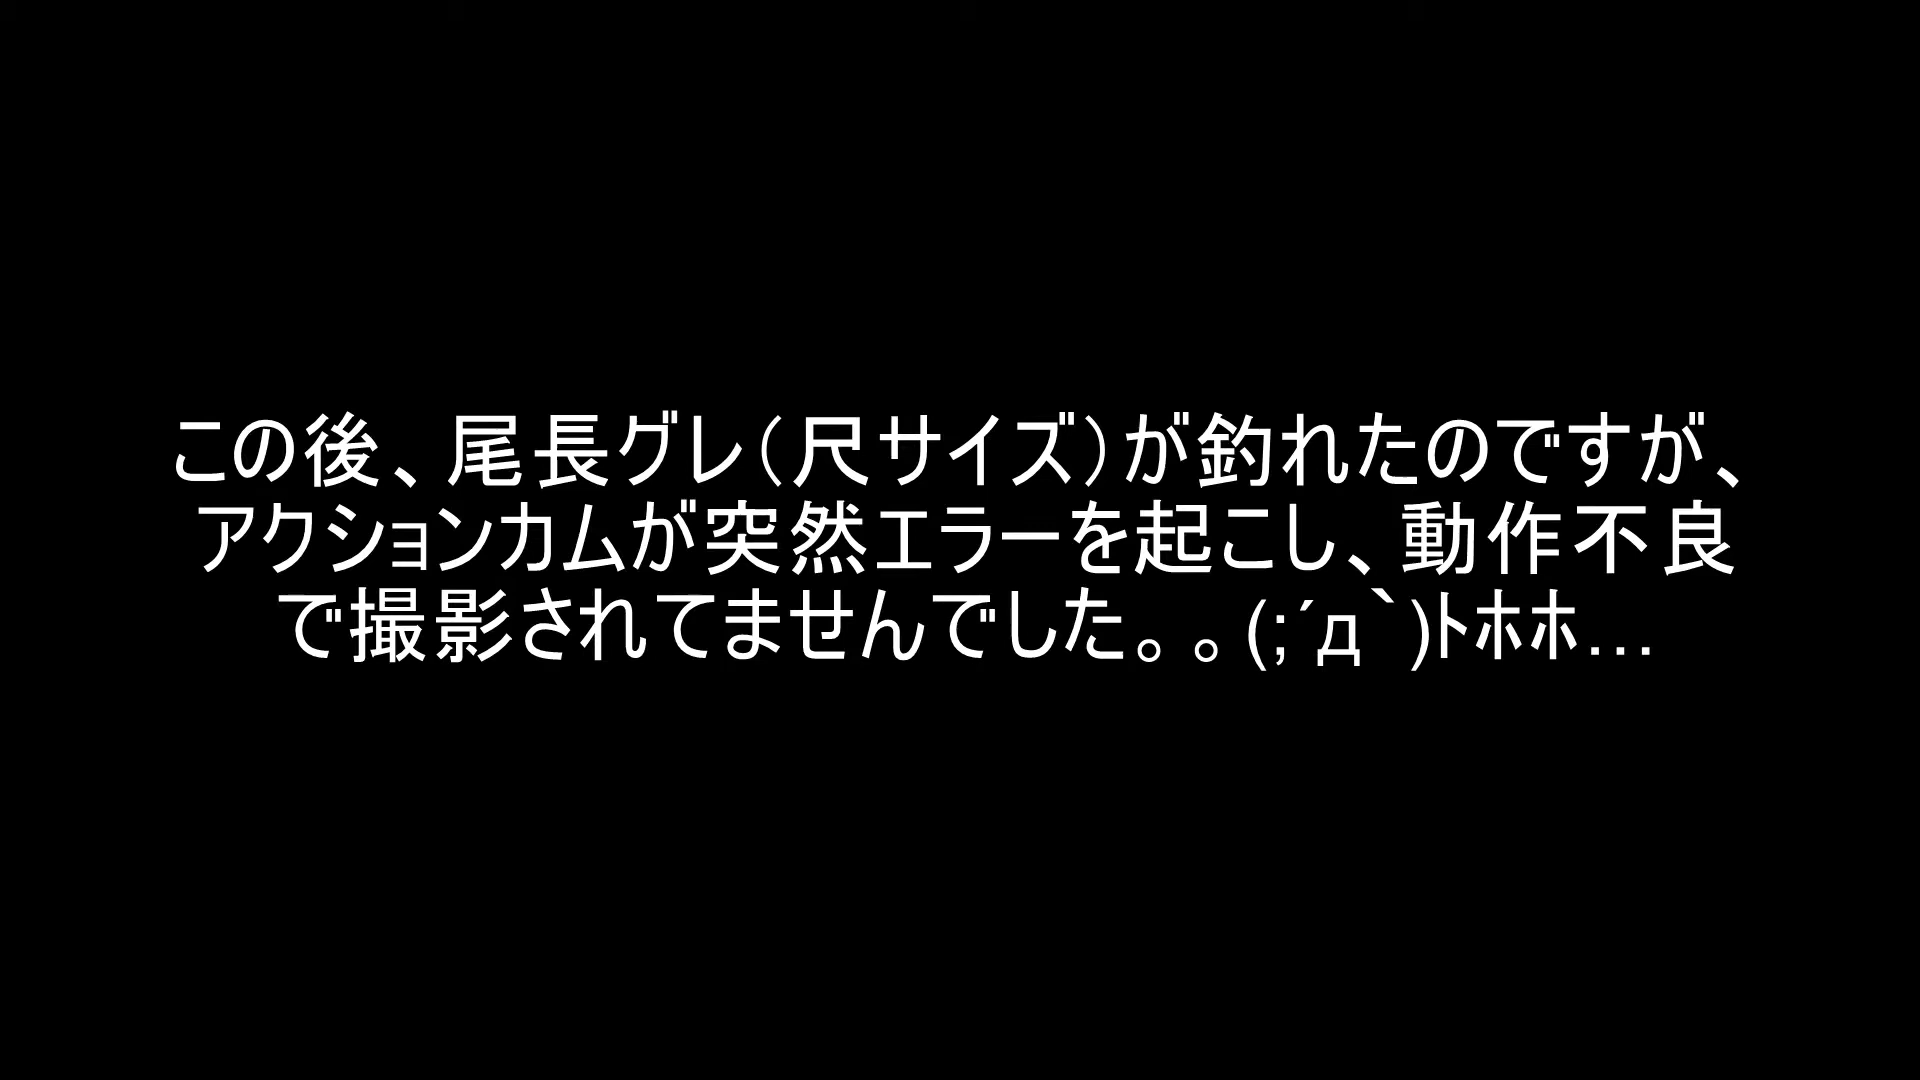 この後、尾長グレ（尺サイズ）が釣れたのですが、
アクションカムが突然エラーを起こし、動作不良
で撮影されてませんでした。。(;´д`)ﾄﾎﾎ…